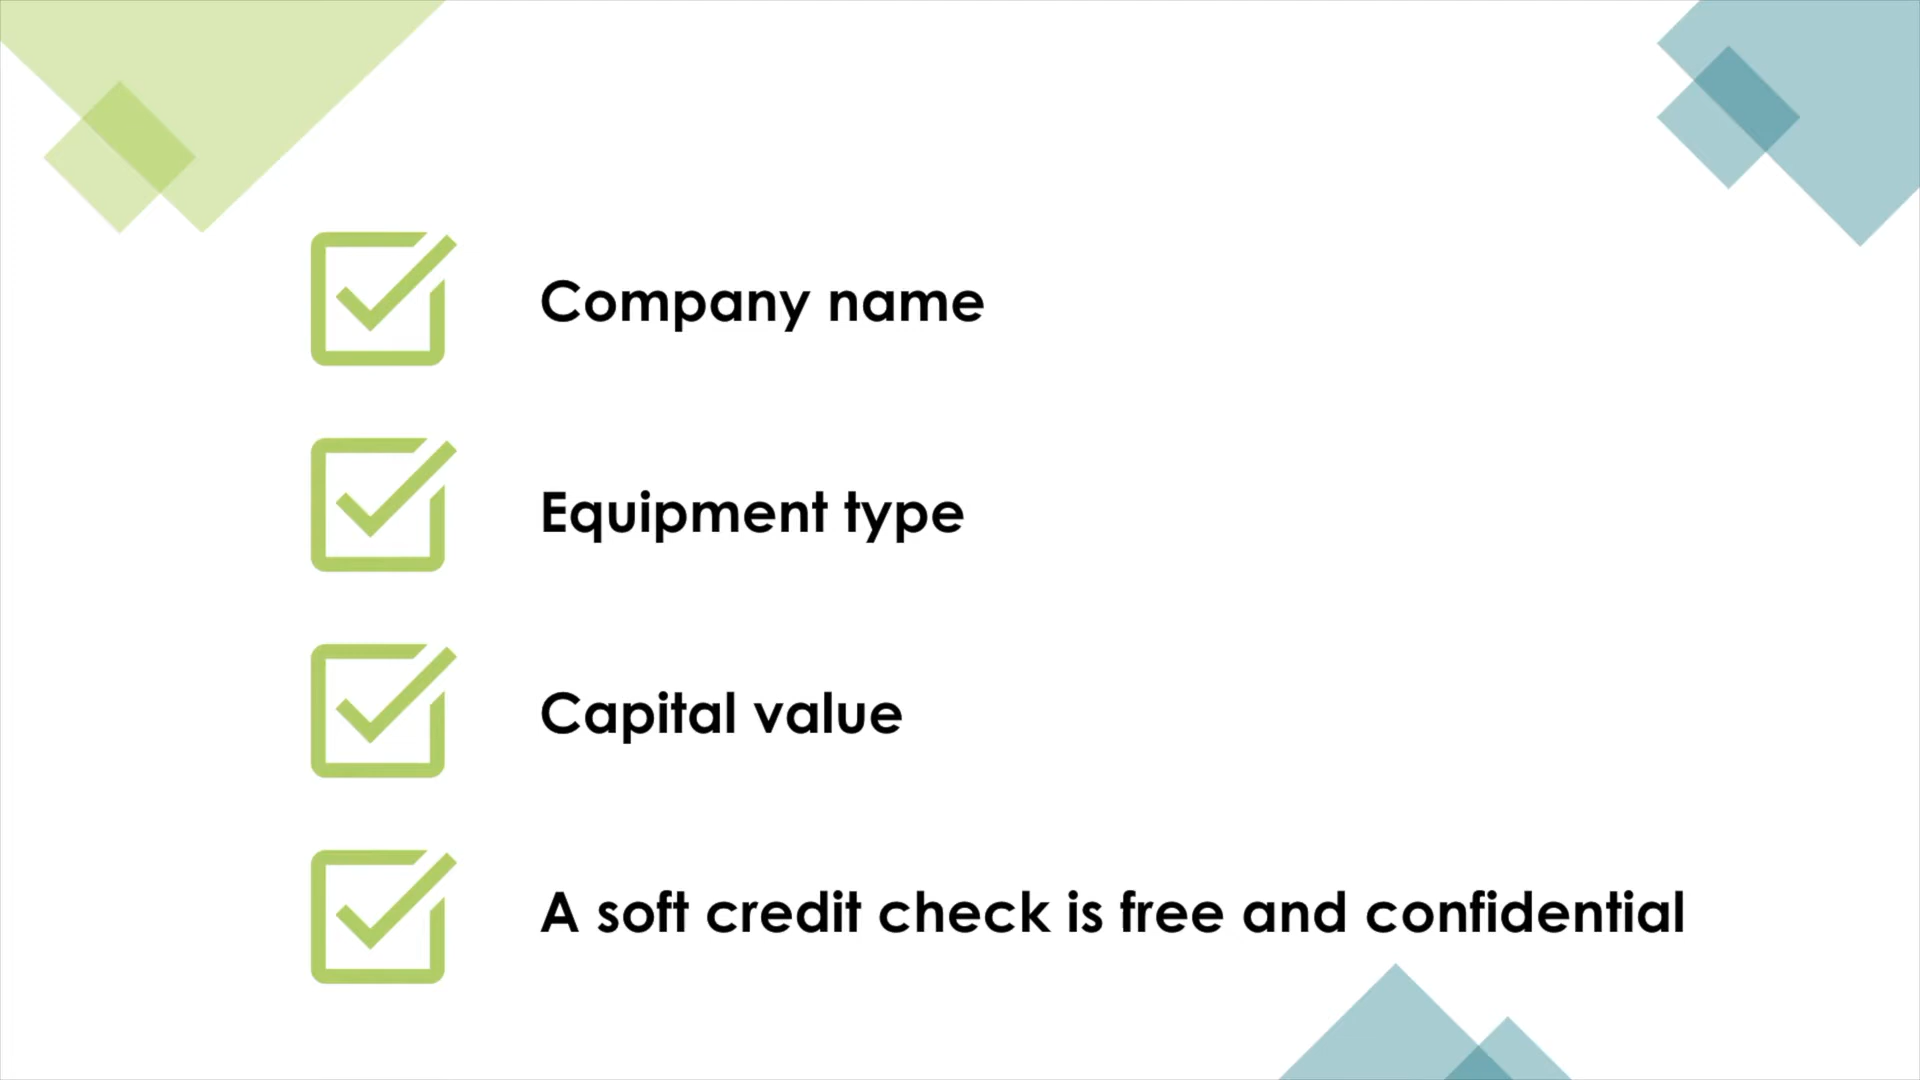 Company name
Equipment type
Capital value
A soft credit check is free and confidential